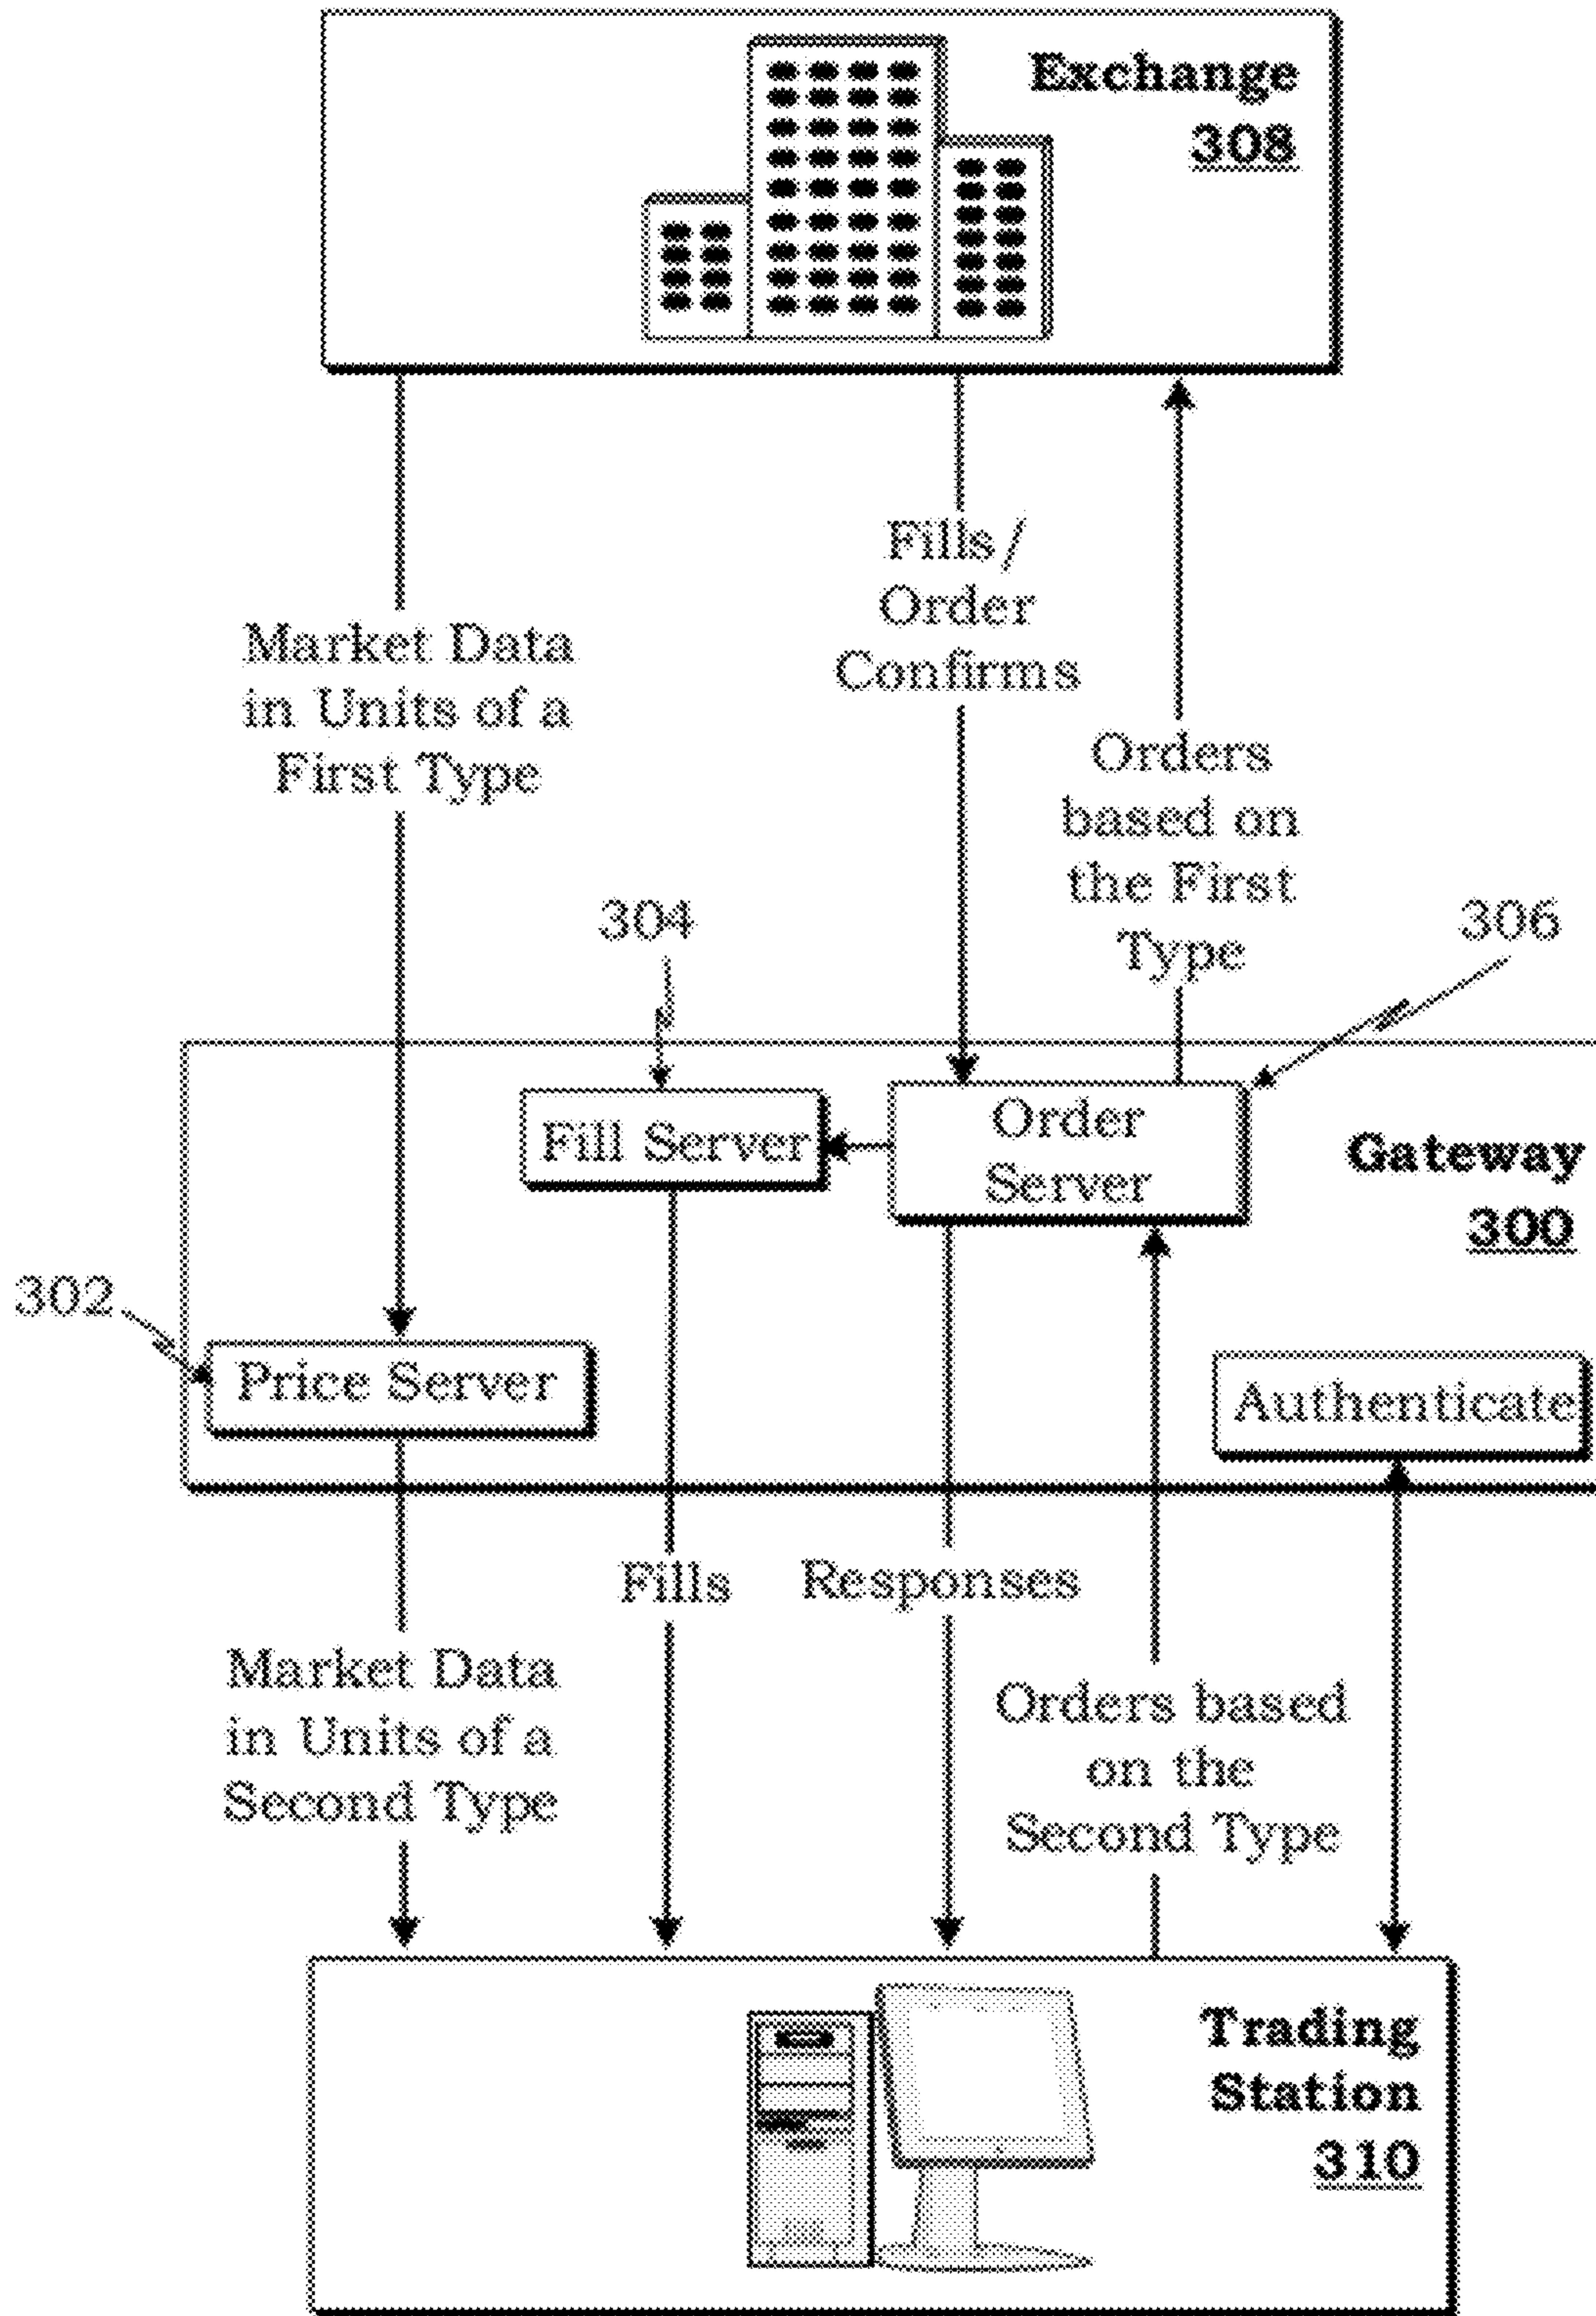 Exchange
308
Fills/
Order
Confirms
Market Data
in Units of a
First Type
Orders
based on
the First
Type
304
306
Fill Server
Order
Server
Gateway
300
302
Price Server
Authenticate
Fills
Responses
Market Data
in Units of a
Second Type
Orders based
on the
Second Type
Trading
Station
310